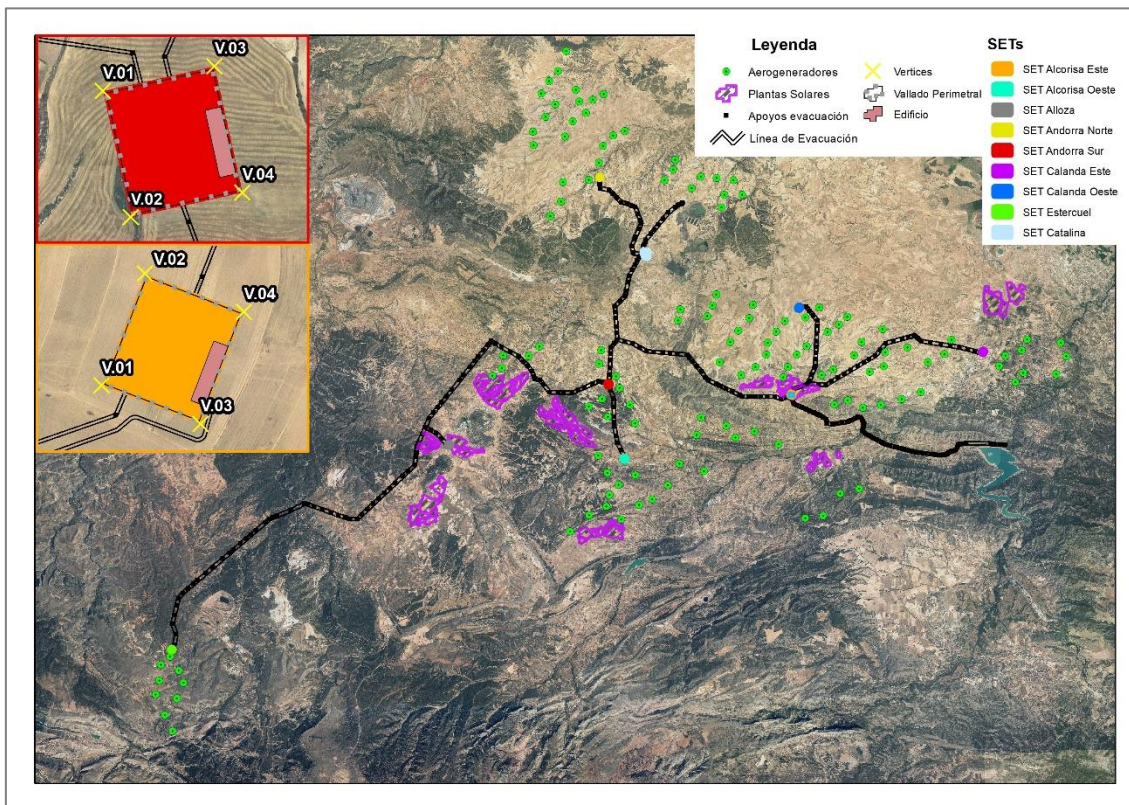 V.01
V.03
V.02
V.04
V.02
V.04
V.01
V.03
Leyenda
Aerogeneradores
Plantas Solares
Apoyos evacuación
Línea de Evacuación
Vertices
Vallado Perimetral
Edificio
SETs
SET Alcorisa Este
SET Alcorisa Oeste
SET Alloza
SET Andorra Norte
SET Andorra Sur
SET Calanda Este
SET Calanda Oeste
SET Estercuel
SET Catalina